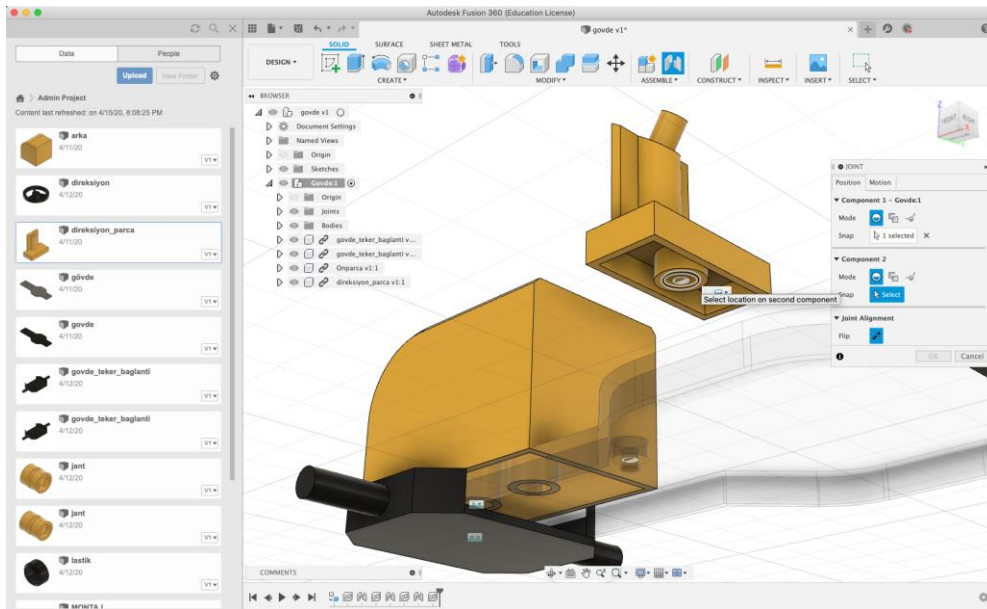 Autodesk Fusion 360 (Education License)
Data
People
Upload
New Folder
Admin Project
Content last refreshed: on 4/15/20, 8:08:25 PM
arka
4/11/20
V1
direksiyon
4/12/20
V1
direksiyon_parca
4/11/20
V1
gövde
4/11/20
V1
govde
4/11/20
V1
govde_teker_baglanti
4/12/20
V1
govde_teker_baglanti
4/12/20
V1
jant
4/12/20
V1
jant
4/12/20
V1
lastik
4/12/20
V1
MONTAJ
govde v1*
DESIGN
SOLID
SURFACE
SHEET METAL
TOOLS
CREATE
MODIFY
ASSEMBLE
CONSTRUCT
INSPECT
INSERT
SELECT
BROWSER
govde v1
Document Settings
Named Views
Origin
Sketches
Govde:1
Origin
Joints
Bodies
govde_teker_baglanti v...
govde_teker_baglanti v...
Onparca v1:1
direksiyon_parca v1:1
Select location on second component
Z
FRONT
RIGHT
X
JOINT
Position
Motion
Component 1 - Govde:1
Mode
Snap
1 selected
Component 2
Mode
Snap
Select
Joint Alignment
Flip
OK
Cancel
COMMENTS